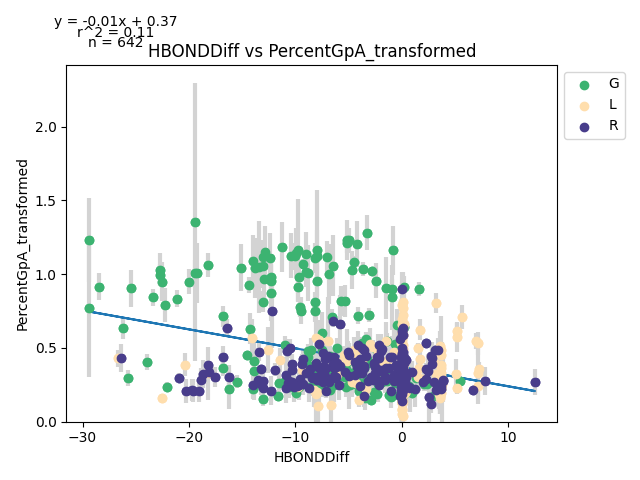 y = -0.01x + 0.37
r^2 = 0.11
n = 642
HBONDDiff vs PercentGpA_transformed
G
L
R
PercentGpA_transformed
2.0
1.5
1.0
0.5
0.0
−30
−20
−10
0
10
HBONDDiff